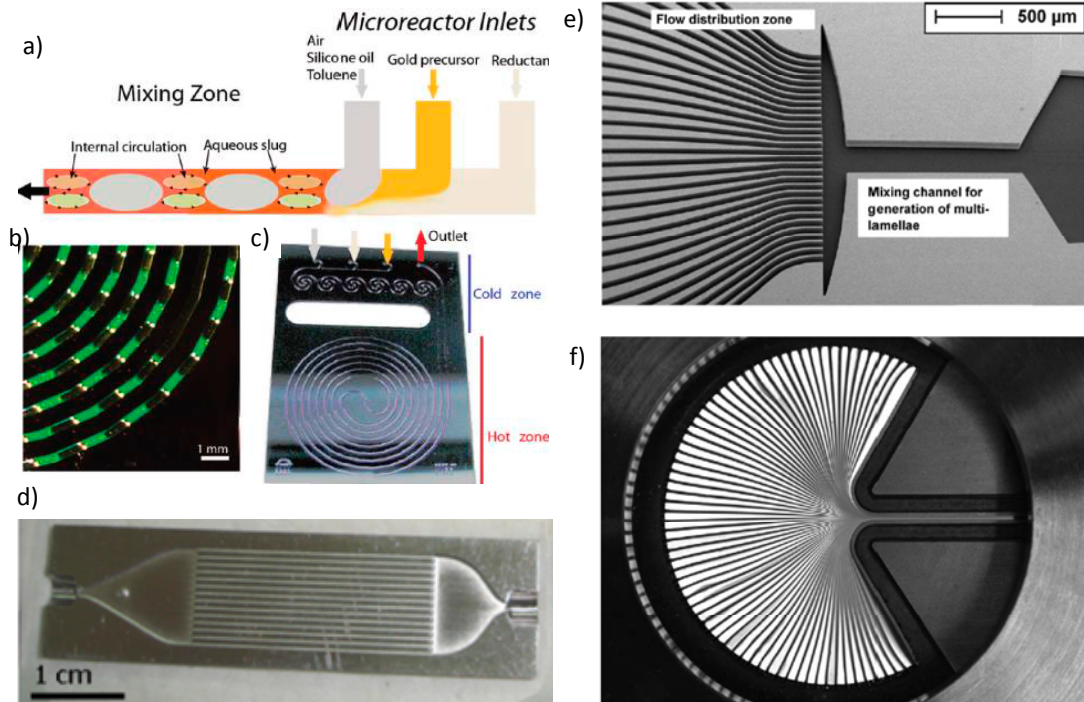 a)
Microreactor Inlets
Air
Silicone oil
Toluene
Gold precursor
Reductan
Mixing Zone
Internal circulation
Aqueous slug
b)
1 mm
c)
Outlet
Cold zone
Hot zone
d)
1 cm
e)
Flow distribution zone
500 µm
Mixing channel for
generation of multi-
lamellae
f)